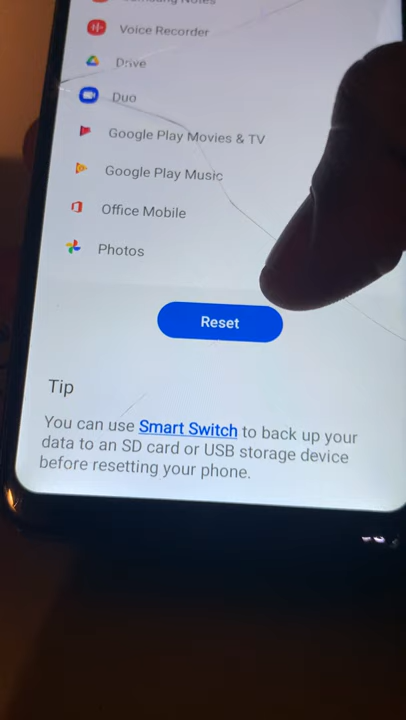 Samsung Notes
Voice Recorder
Drive
Duo
Google Play Movies & TV
Google Play Music
Office Mobile
Photos
Reset
Tip
You can use Smart Switch to back up your
data to an SD card or USB storage device
before resetting your phone.